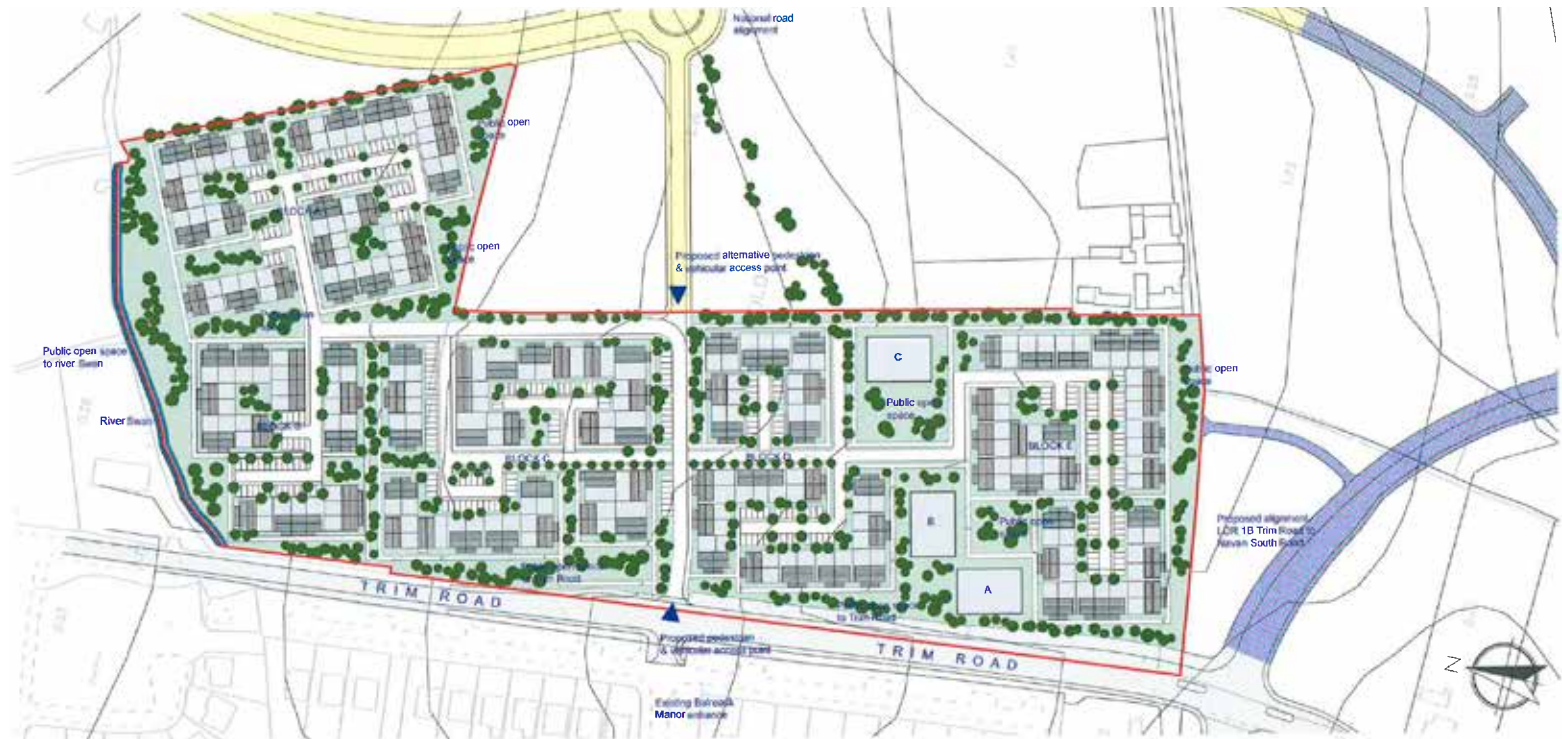 National road
alignment
Public open
space
BLOCK
Public open
space
Proposed alternative pedestrian
& vehicular access point
Public open space
to river Swan
C
Public open
space
Public open
River Swan
BLOCK C
BLOCK D
BLOCK E
B
Public open
Proposed alignment
LDR 1B Trim Road to
Navan South Road
A
to Trim Road
TRIM ROAD
Proposed pedestrian
& vehicular access point
TRIM ROAD
Existing
Manor entrance
N